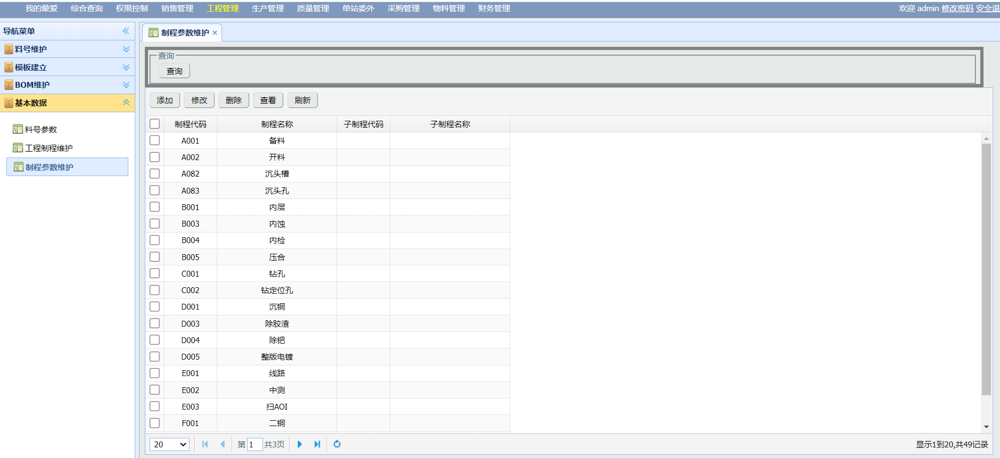 我的最爱 综合查询 权限控制 销售管理 工程管理 生产管理 质量管理 单站委外 采购管理 物料管理 财务管理 欢迎 admin 修改密码 安全退
导航菜单
料号维护
模板建立
BOM维护
基本数据
料号参数
工程制程维护
制程参数维护
制程参数维护 ×
查询
查询
添加 修改 删除 查看 刷新
制程代码 制程名称 子制程代码 子制程名称
A001 备料
A002 开料
A082 沉头槽
A083 沉头孔
B001 内层
B003 内蚀
B004 内检
B005 压合
C001 钻孔
C002 钻定位孔
D001 沉铜
D003 除胶渣
D004 除钯
D005 整版电镀
E001 线路
E002 中测
E003 扫AOI
F001 二铜
20 第 1 共3页 显示1到20,共49记录